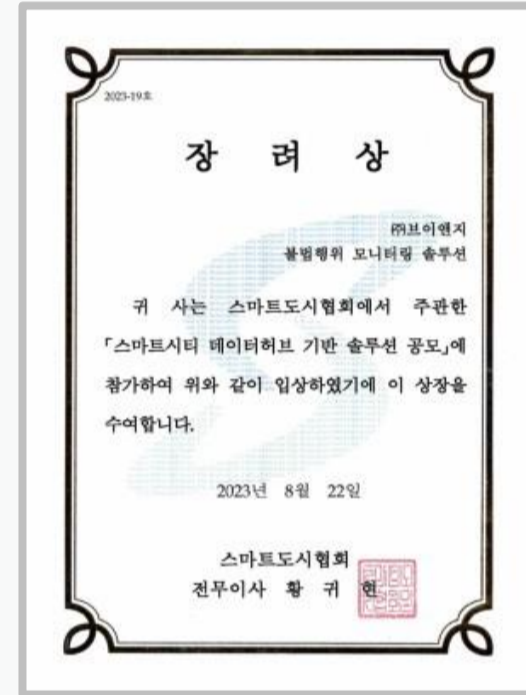 2023-19호
장 려 상
㈜브이엔지
불법행위 모니터링 솔루션
귀 사는 스마트도시협회에서 주관한
「스마트시티 데이터허브 기반 솔루션 공모」에
참가하여 위와 같이 입상하였기에 이 상장을
수여합니다.
2023년 8월 22일
스마트도시협회
전무이사 황 귀 현